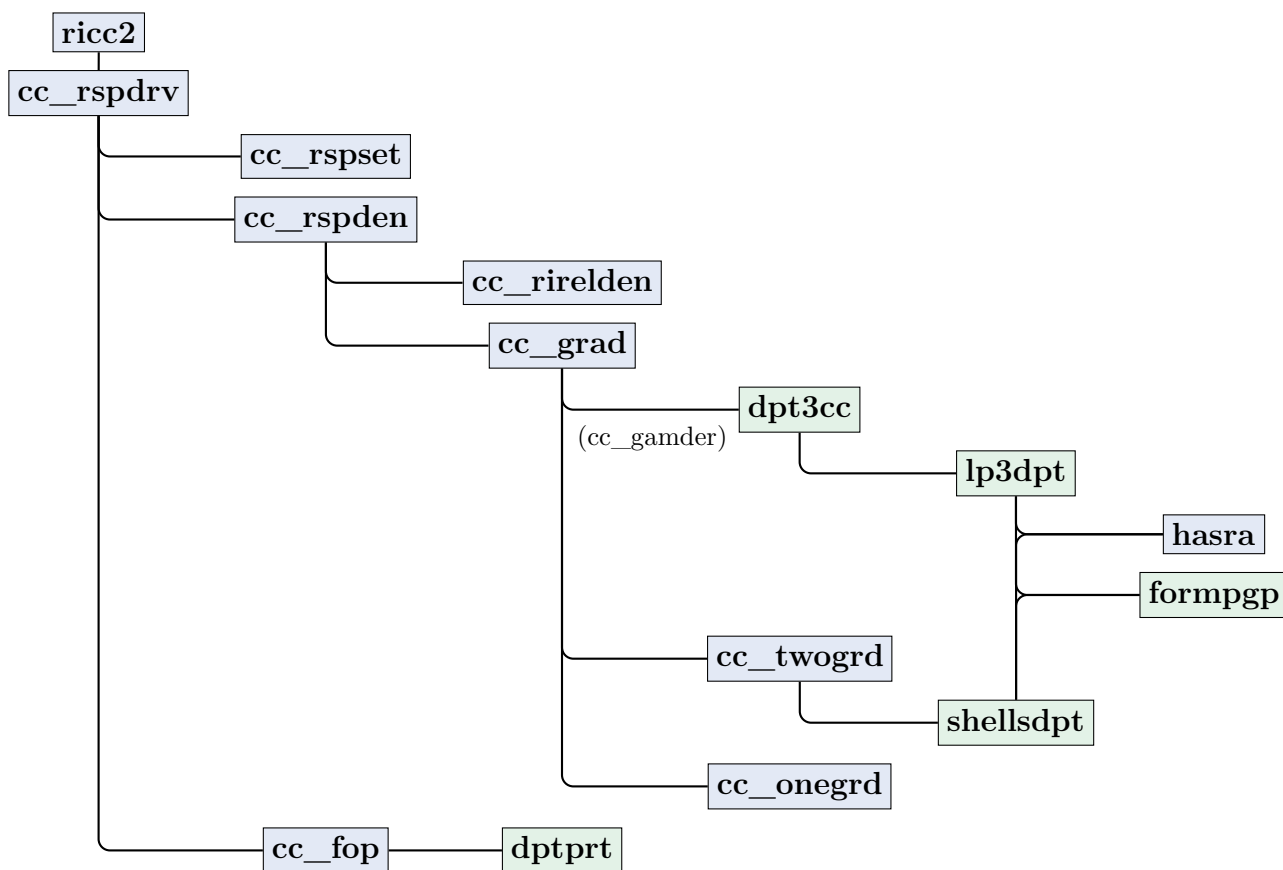 ricc2
cc_rspdrv
cc_rspset
cc_rspden
cc_rirelden
cc_grad
dpt3cc
(cc_gamder)
lp3dpt
hasra
formpgp
cc_twogrd
shellsdpt
cc_onegrd
cc_fop
dptprt